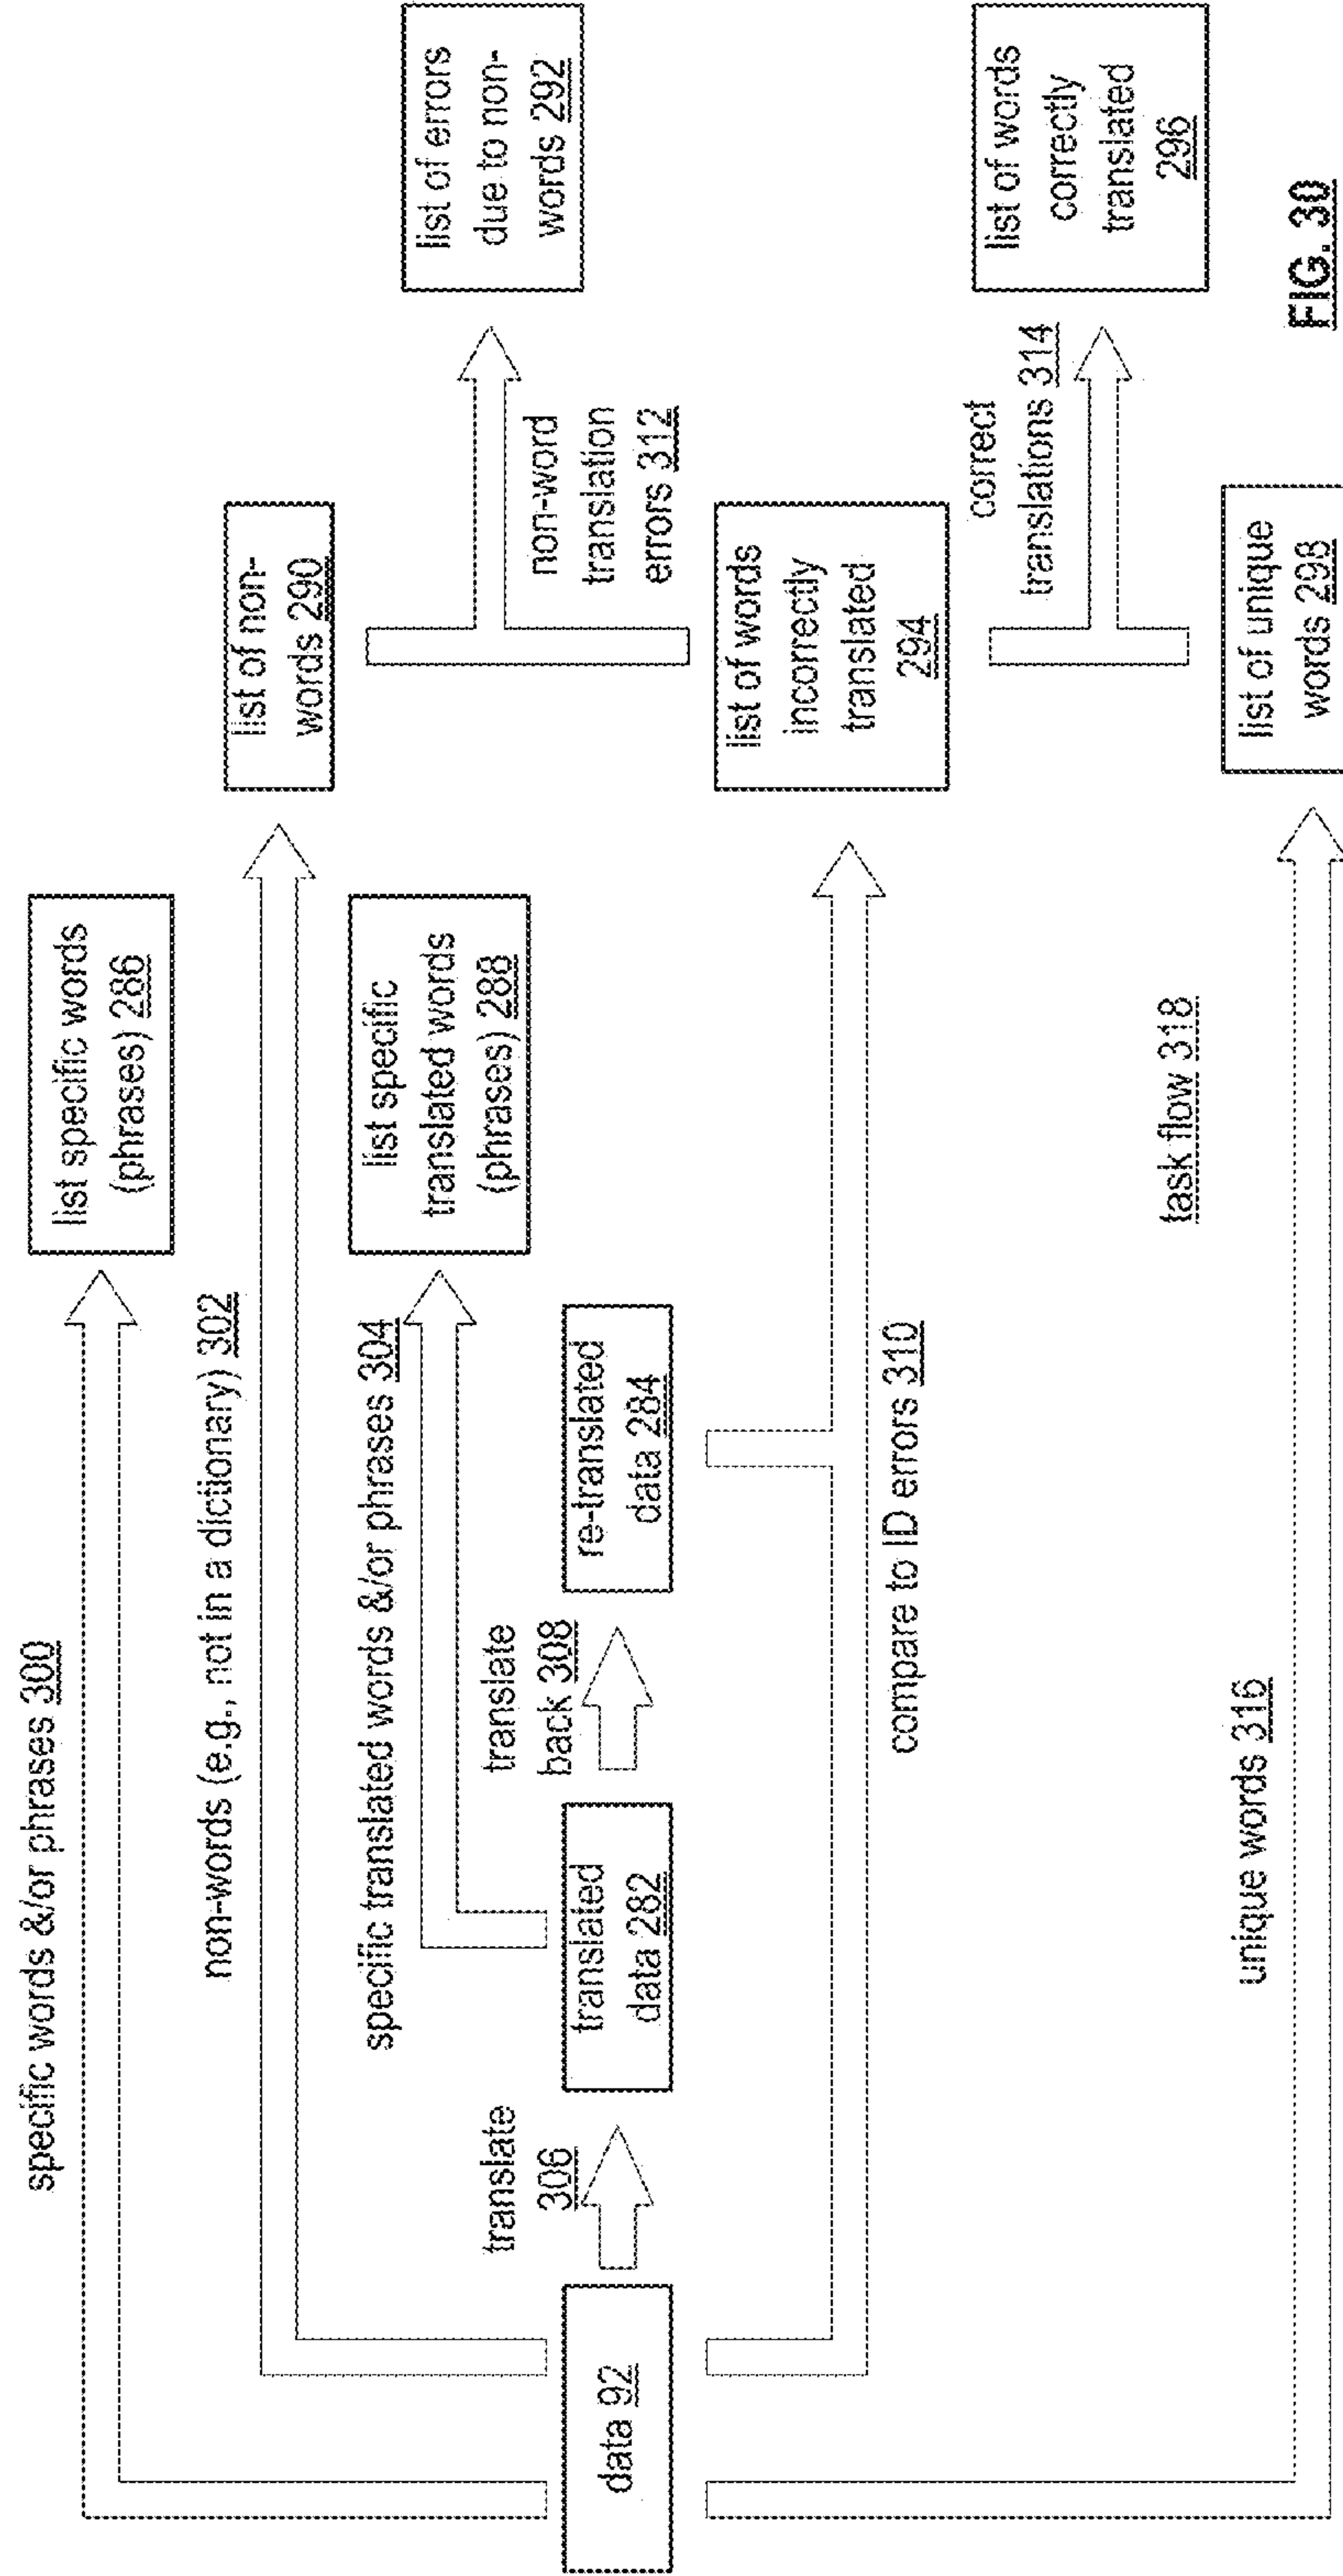 specific words &/or phrases 300
list specific words
(phrases) 286
non-words (e.g., not in a dictionary) 302
list of non-
words 290
list of errors
due to non-
words 292
specific translated words &/or phrases 304
list specific
translated words
(phrases) 288
non-word
translation
errors 312
translate
306
translate
back 308
data 92
translated
data 282
re-translated
data 284
list of words
incorrectly
translated
294
compare to ID errors 310
correct
translations 314
list of words
correctly
translated
296
task flow 318
unique words 316
list of unique
words 298
FIG. 30